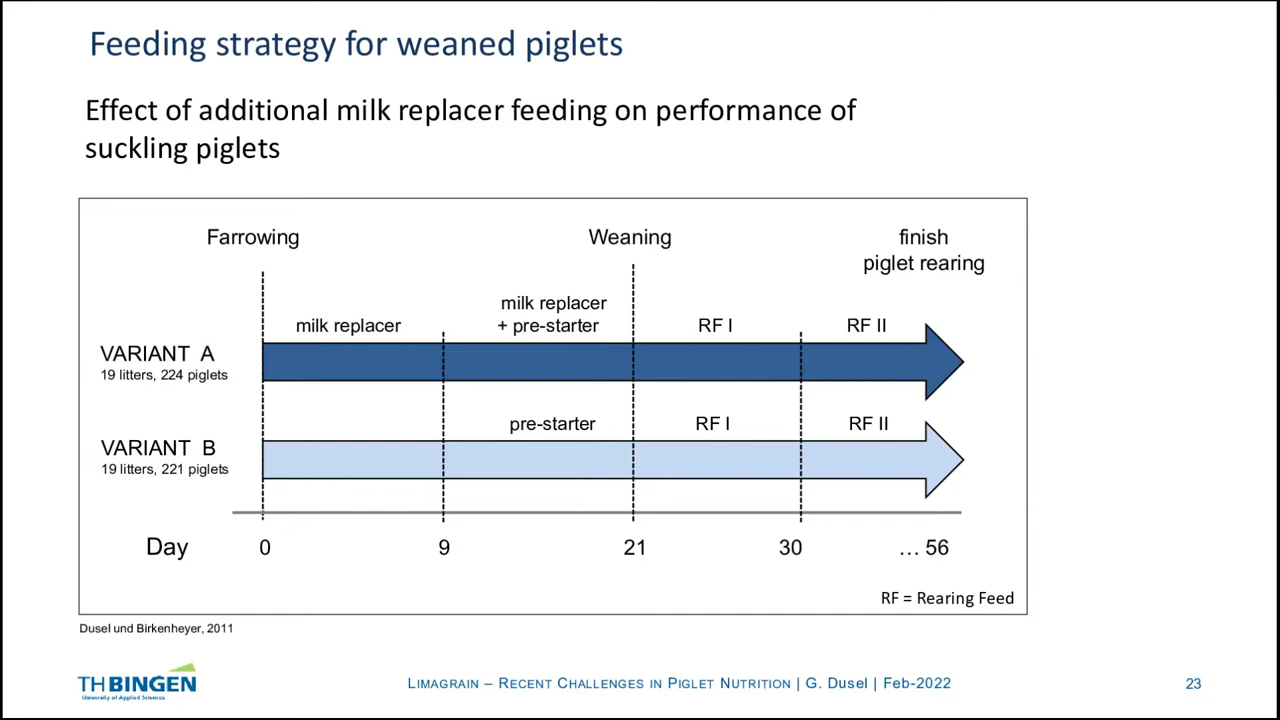 Feeding strategy for weaned piglets
Effect of additional milk replacer feeding on performance of
suckling piglets
Farrowing
Weaning
finish
piglet rearing
milk replacer
milk replacer
+ pre-starter
RF I
RF II
VARIANT A
19 litters, 224 piglets
pre-starter
RF I
RF II
VARIANT B
19 litters, 221 piglets
Day
0
9
21
30
… 56
RF = Rearing Feed
Dusel und Birkenheyer, 2011
TH BINGEN
University of Applied Sciences
LIMAGRAIN – RECENT CHALLENGES IN PIGLET NUTRITION | G. Dusel | Feb-2022
23